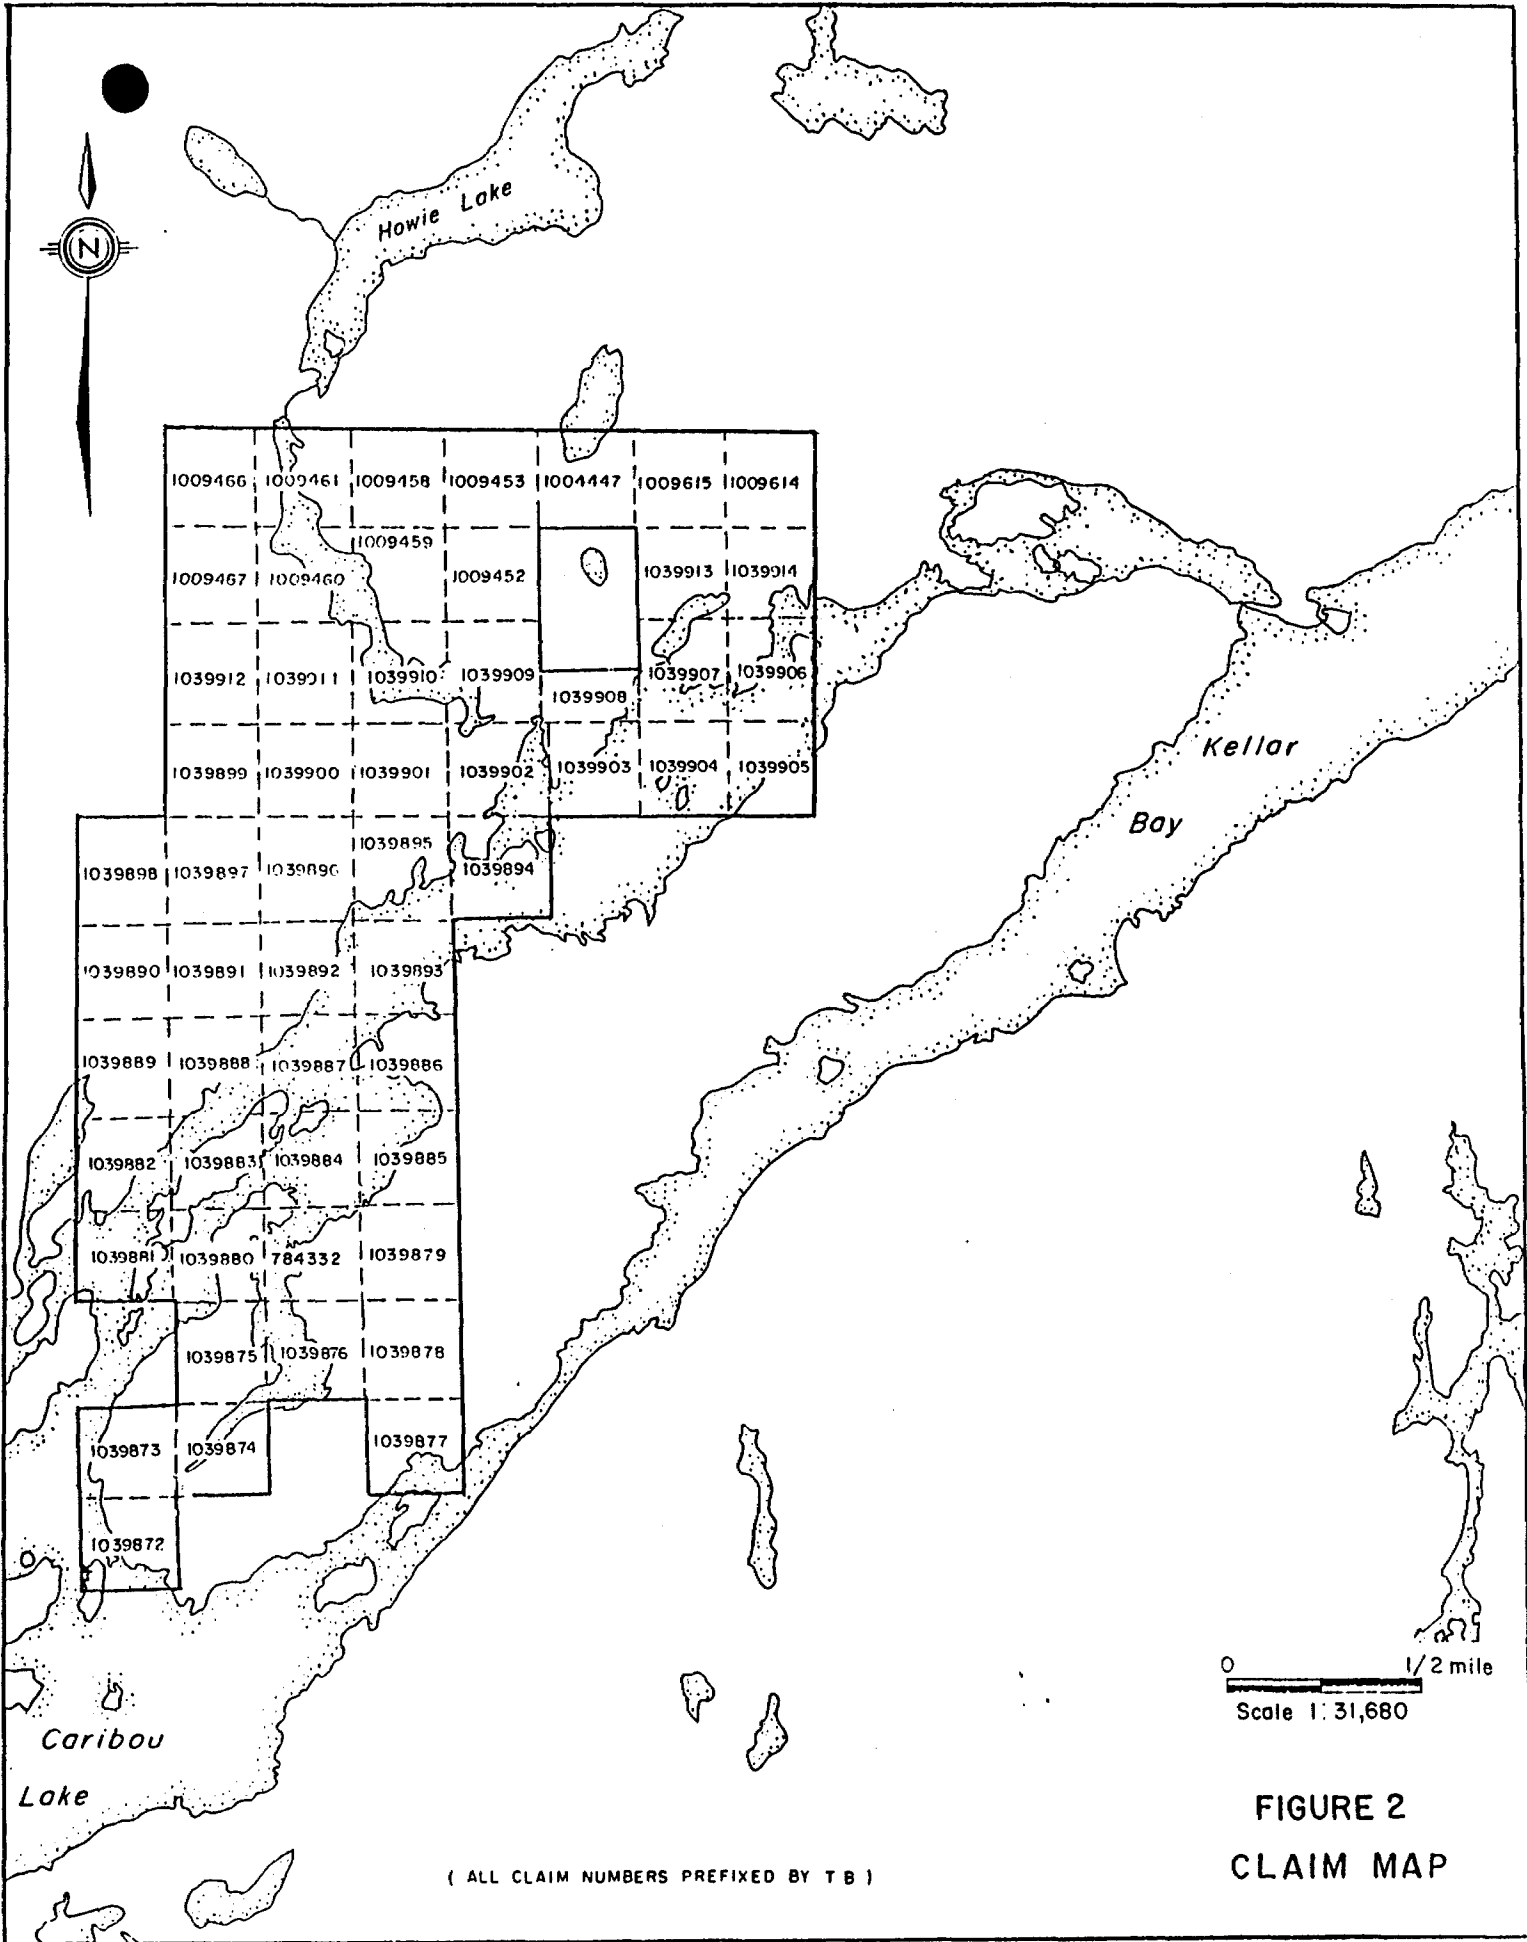 Howie Lake
N
1009466 1009461 1009458 1009453 1004447 1009615 1009614
1009459
1009467 1009460 1009452 1039913 1039914
1039912 1039911 1039910 1039909 1039907 1039906
1039908
1039899 1039900 1039901 1039902 1039903 1039904 1039905
1039895
1039898 1039897 1039896 1039894
1039890 1039891 1039892 1039893
1039889 1039888 1039887 1039886
1039882 1039883 1039884 1039885
1039881 1039880 784332 1039879
1039875 1039876 1039878
1039873 1039874 1039877
1039872
Kellar
Bay
Caribou
Lake
0 1/2 mile
Scale 1:31,680
FIGURE 2
CLAIM MAP
( ALL CLAIM NUMBERS PREFIXED BY T B )